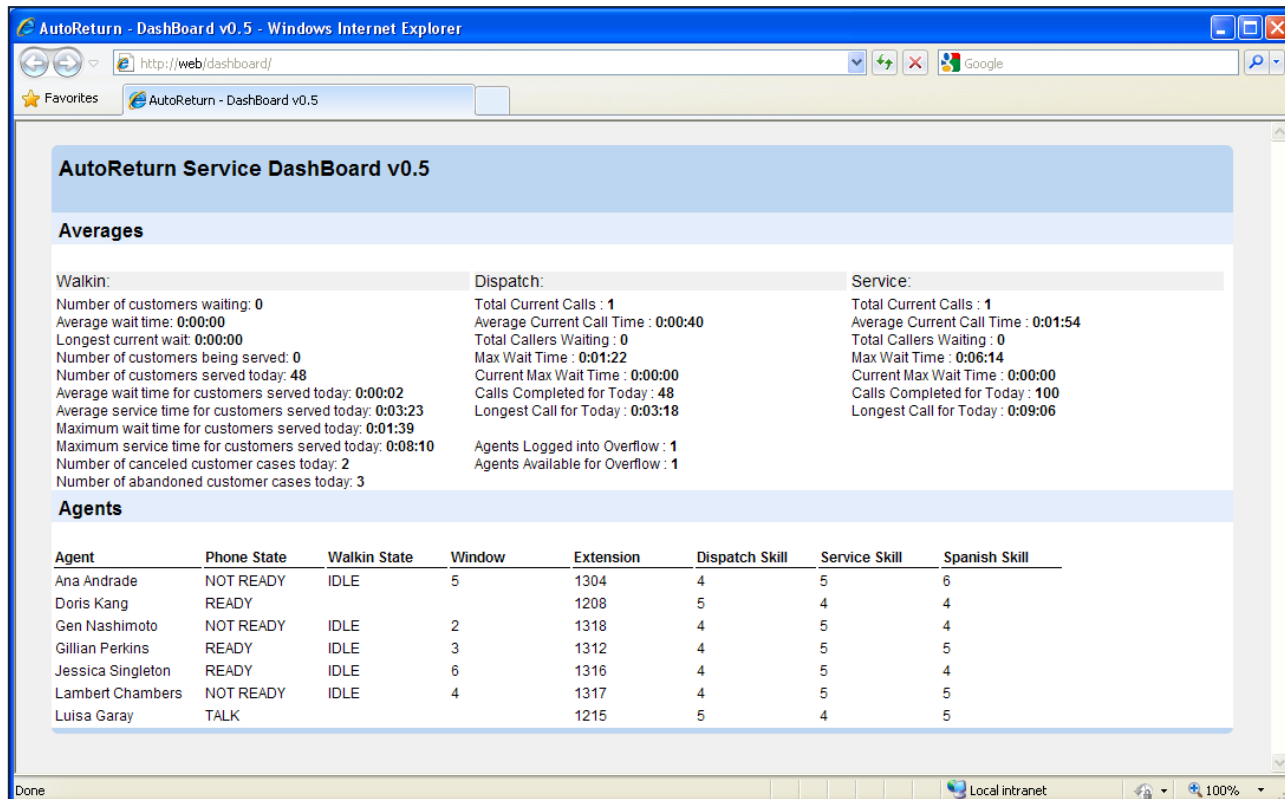 AutoReturn - DashBoard v0.5 - Windows Internet Explorer
http://web/dashboard/
Google
Favorites
AutoReturn - DashBoard v0.5
AutoReturn Service DashBoard v0.5
Averages
Walkin:
Number of customers waiting: 0
Average wait time: 0:00:00
Longest current wait: 0:00:00
Number of customers being served: 0
Number of customers served today: 48
Average wait time for customers served today: 0:00:02
Average service time for customers served today: 0:03:23
Maximum wait time for customers served today: 0:01:39
Maximum service time for customers served today: 0:08:10
Number of canceled customer cases today: 2
Number of abandoned customer cases today: 3
Dispatch:
Total Current Calls : 1
Average Current Call Time : 0:00:40
Total Callers Waiting : 0
Max Wait Time : 0:01:22
Current Max Wait Time : 0:00:00
Calls Completed for Today : 48
Longest Call for Today : 0:03:18
Agents Logged into Overflow : 1
Agents Available for Overflow : 1
Service:
Total Current Calls : 1
Average Current Call Time : 0:01:54
Total Callers Waiting : 0
Max Wait Time : 0:06:14
Current Max Wait Time : 0:00:00
Calls Completed for Today : 100
Longest Call for Today : 0:09:06
Agents
Agent Phone State Walkin State Window Extension Dispatch Skill Service Skill Spanish Skill
Ana Andrade NOT READY IDLE 5 1304 4 5 6
Doris Kang READY 1208 5 4 4
Gen Nashimoto NOT READY IDLE 2 1318 4 5 4
Gillian Perkins READY IDLE 3 1312 4 5 5
Jessica Singleton READY IDLE 6 1316 4 5 4
Lambert Chambers NOT READY IDLE 4 1317 4 5 5
Luisa Garay TALK 1215 5 4 5
Done
Local intranet
100%